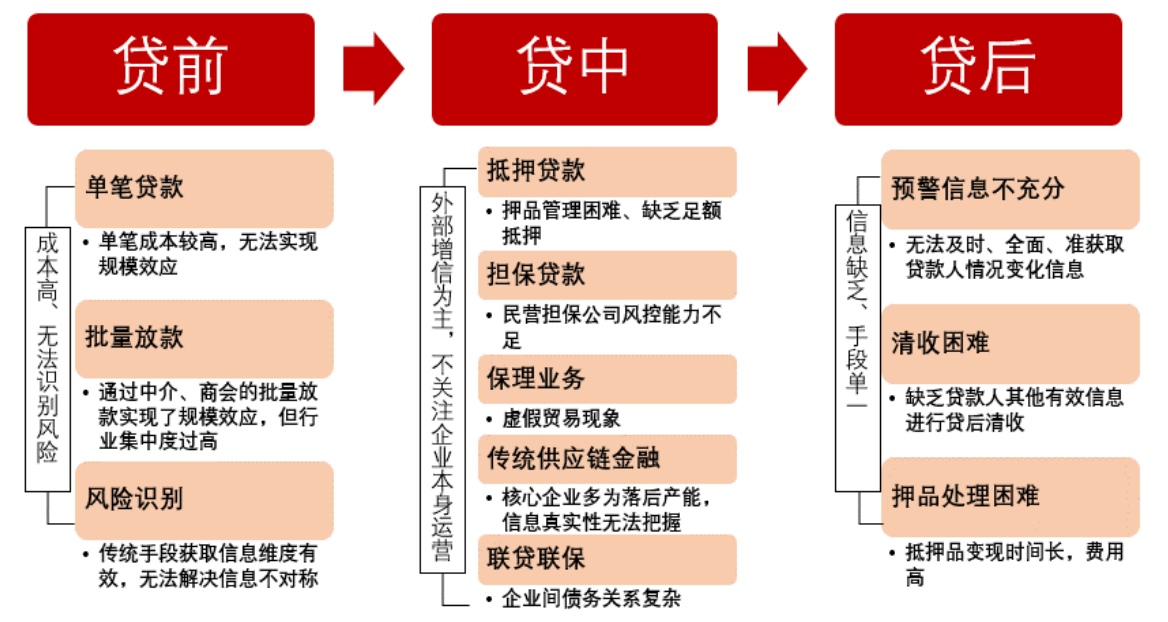 贷前
贷中
贷后
成本高、无法识别风险
单笔贷款
• 单笔成本较高，无法实现
规模效应
批量放款
• 通过中介、商会的批量放
款实现了规模效应，但行
业集中度过高
风险识别
• 传统手段获取信息维度有
效，无法解决信息不对称
外部增信为主，不关注企业本身运营
抵押贷款
• 押品管理困难、缺乏足额
抵押
担保贷款
• 民营担保公司风控能力不
足
保理业务
• 虚假贸易现象
传统供应链金融
• 核心企业多为落后产能，
信息真实性无法把握
联贷联保
• 企业间债务关系复杂
信息缺乏、手段单一
预警信息不充分
• 无法及时、全面、准获取
贷款人情况变化信息
清收困难
• 缺乏贷款人其他有效信息
进行贷后清收
押品处理困难
• 抵押品变现时间长，费用
高